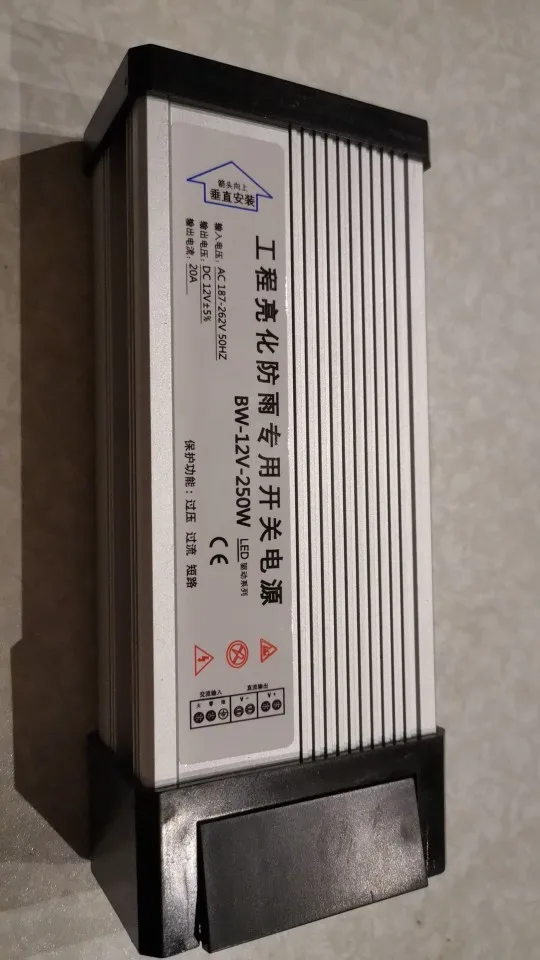 箭头向上
垂直安装
工程亮化防雨专用开关电源
BW-12V-250W LED 驱动系列
输入电压：AC 187-262V 50HZ
输出电压：DC 12V±5%
输出电流：20A
CE
保护功能：过压 过流 短路
交流输入 直流输出
-V +V